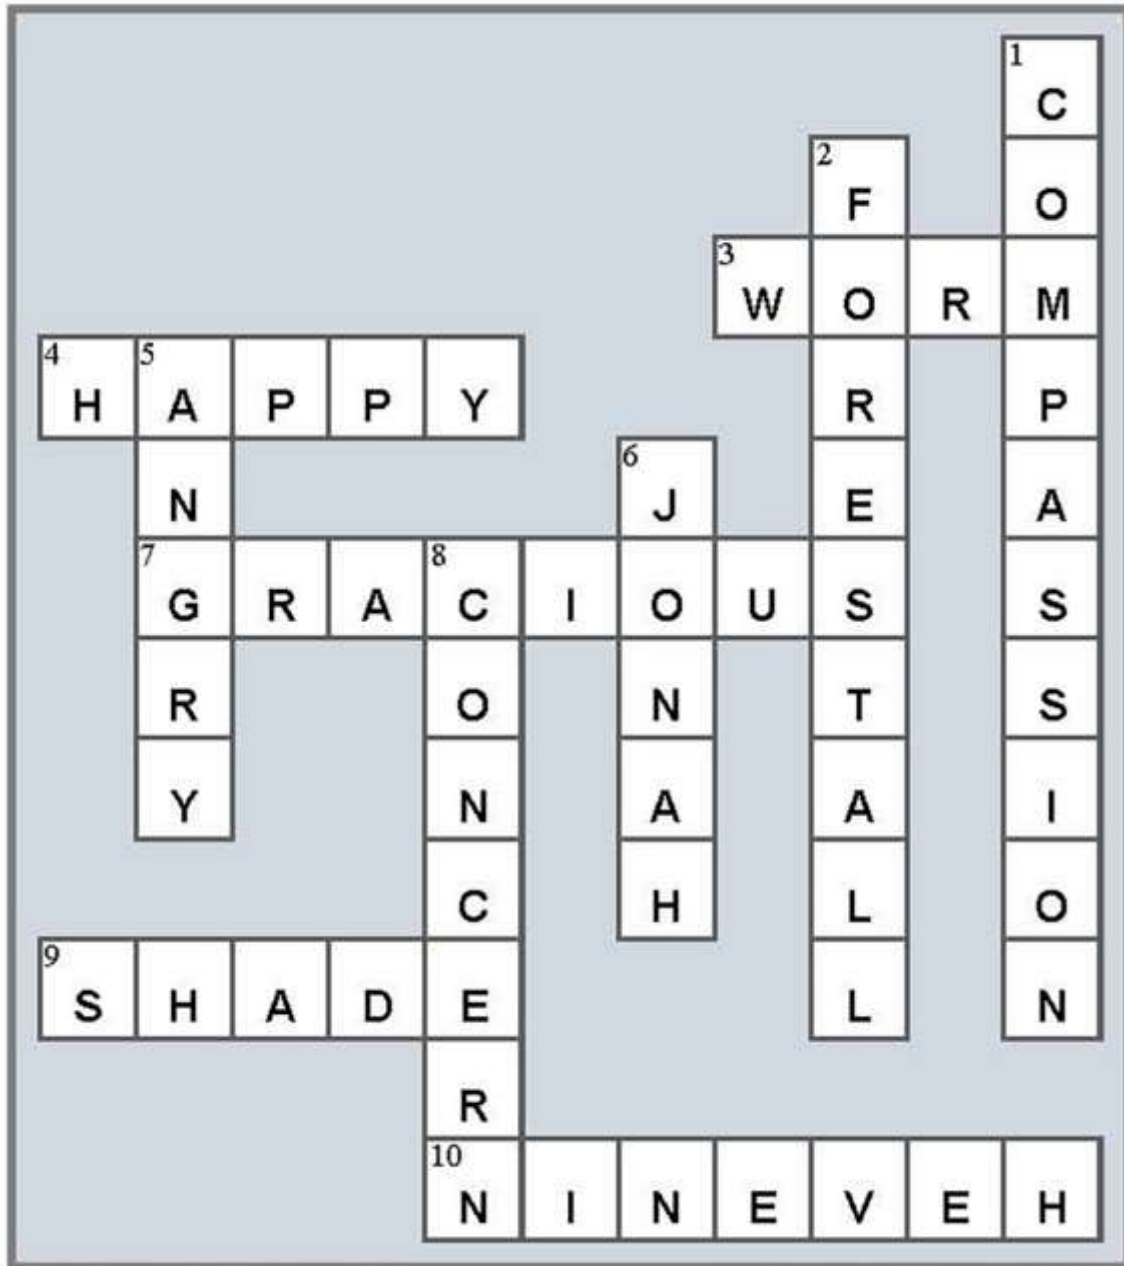 1 C
2 F O
3 W O R M
4 H 5 A P P Y R P
N 6 J E A
7 G R A 8 C I O U S S
R O N T S
Y N A A I
C H L O
9 S H A D E L N
R
10 N I N E V E H